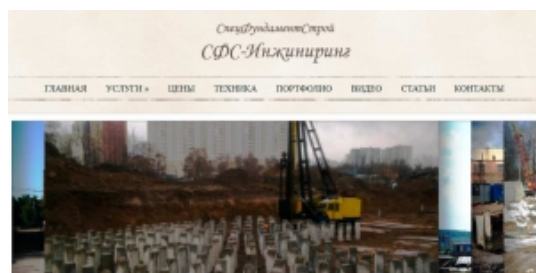 СпецФундаментСтрой
СФС-Инжиниринг
ГЛАВНАЯ УСЛУГИ » ЦЕНЫ ТЕХНИКА ПОРТФОЛИО ВИДЕО СТАТЬИ КОНТАКТЫ